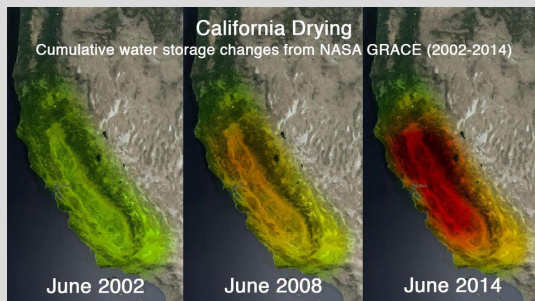 California Drying
Cumulative water storage changes from NASA GRACE (2002-2014)
June 2002
June 2008
June 2014